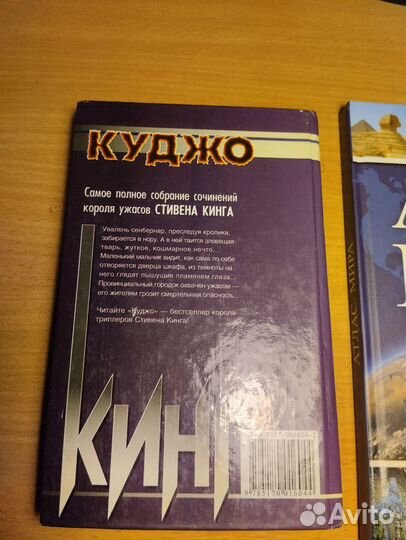 КУДЖО
Самое полное собрание сочинений
короля ужасов СТИВЕНА КИНГА
Увалень сенбернар, преследуя кролика,
забирается в нору. А в ней таится зловещая
тварь, жуткое, кошмарное нечто.
Маленький мальчик видит, как сама по себе
отворяется дверца шкафа, из темноты на
него глядят пышущие пламенем глаза...
Провинциальный городок охвачен ужасом —
его жителям грозит смертельная опасность...
Читайте «Куджо» — бестселлер короля
триллеров Стивена Кинга!
КИНГ
9 785170 016044
АТЛАС МИРА
Avito